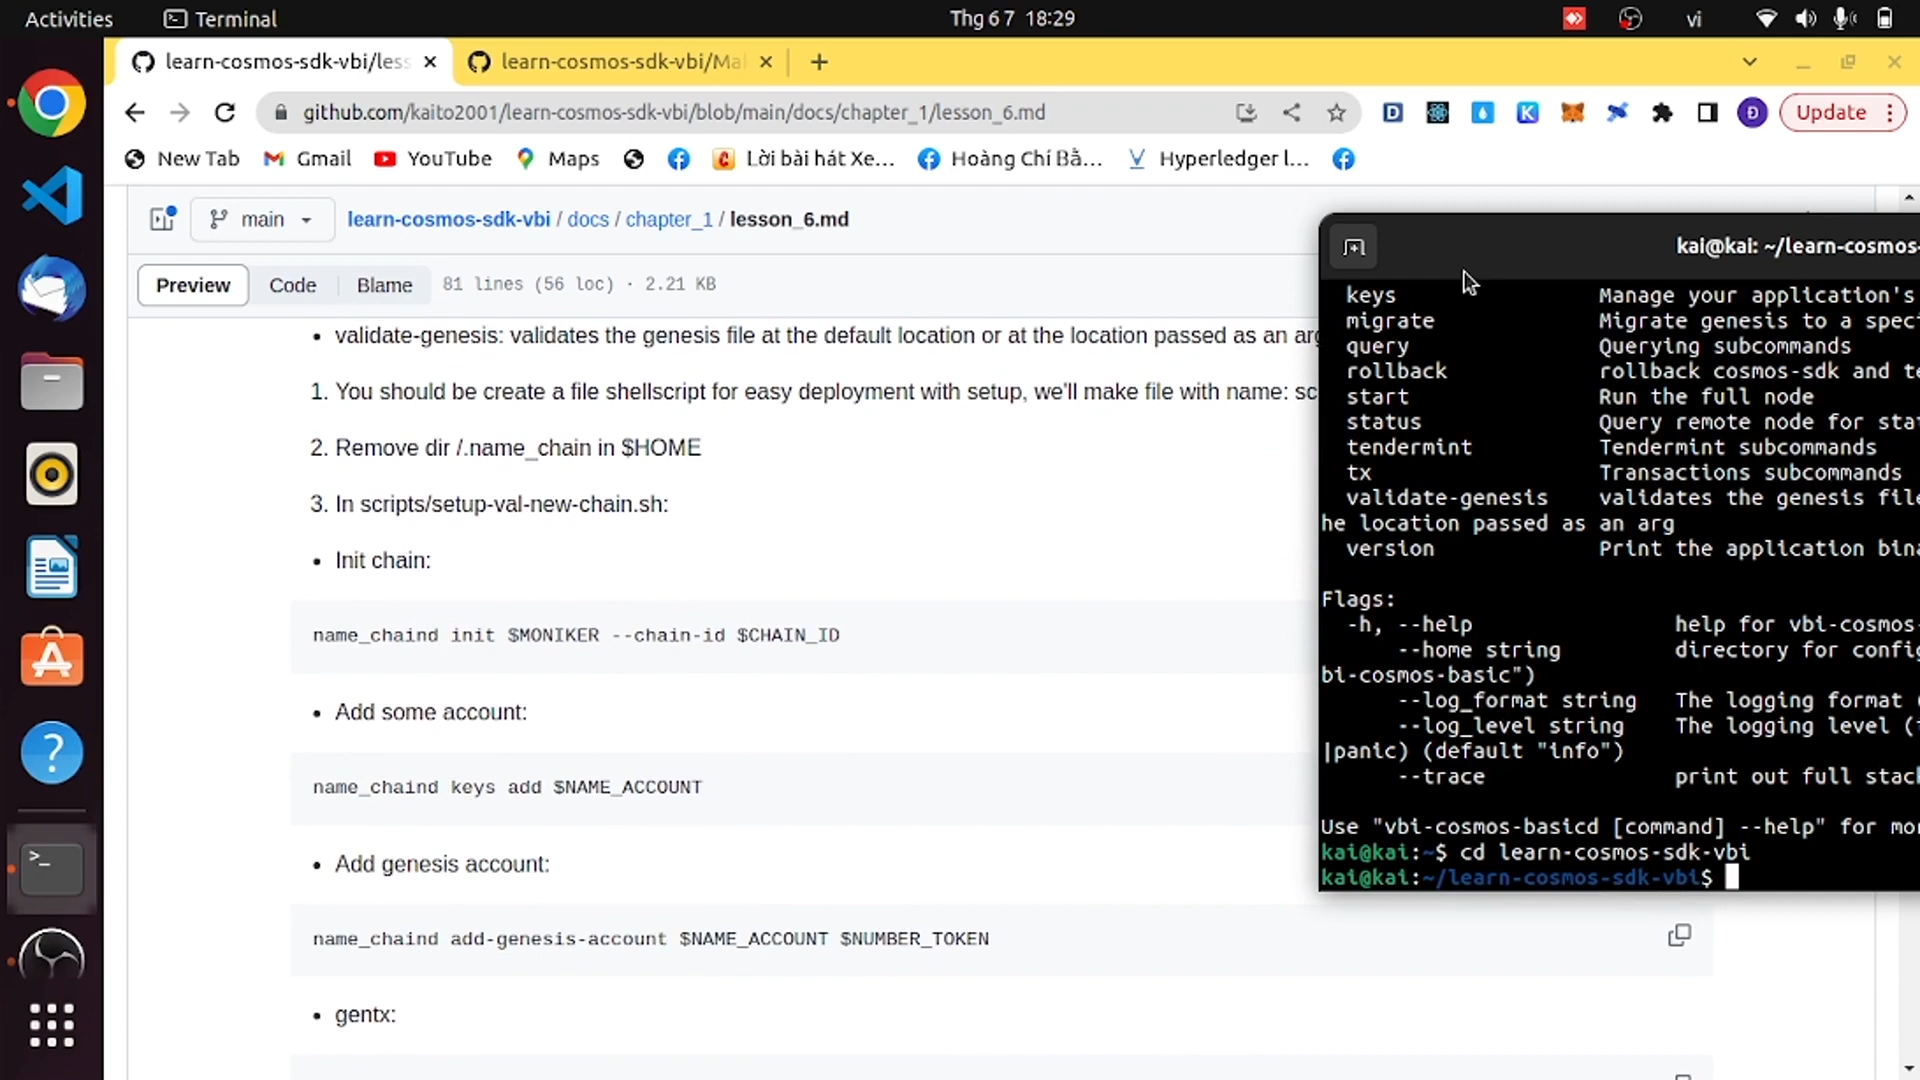 Activities
Terminal
Thg 6 7 18:29
vi
learn-cosmos-sdk-vbi/less
learn-cosmos-sdk-vbi/Mak
github.com/kaito2001/learn-cosmos-sdk-vbi/blob/main/docs/chapter_1/lesson_6.md
Update
New Tab
Gmail
YouTube
Maps
Lời bài hát Xe...
Hoàng Chí Bằ...
Hyperledger I...
main
learn-cosmos-sdk-vbi / docs / chapter_1 / lesson_6.md
Preview
Code
Blame
81 lines (56 loc) · 2.21 KB
• validate-genesis: validates the genesis file at the default location or at the location passed as an arg
1. You should be create a file shellscript for easy deployment with setup, we'll make file with name: sc
2. Remove dir /.name_chain in $HOME
3. In scripts/setup-val-new-chain.sh:
• Init chain:
name_chaind init $MONIKER --chain-id $CHAIN_ID
• Add some account:
name_chaind keys add $NAME_ACCOUNT
• Add genesis account:
name_chaind add-genesis-account $NAME_ACCOUNT $NUMBER_TOKEN
• gentx:
kai@kai: ~/learn-cosmos-
keys Manage your application's
migrate Migrate genesis to a spec
query Querying subcommands
rollback rollback cosmos-sdk and te
start Run the full node
status Query remote node for sta
tendermint Tendermint subcommands
tx Transactions subcommands
validate-genesis validates the genesis file
he location passed as an arg
version Print the application bina
Flags:
-h, --help help for vbi-cosmos-
--home string directory for config
bi-cosmos-basic")
--log_format string The logging format (
--log_level string The logging level (t
|panic) (default "info")
--trace print out full stack
Use "vbi-cosmos-basicd [command] --help" for mor
kai@kai:~$ cd learn-cosmos-sdk-vbi
kai@kai:~/learn-cosmos-sdk-vbi$